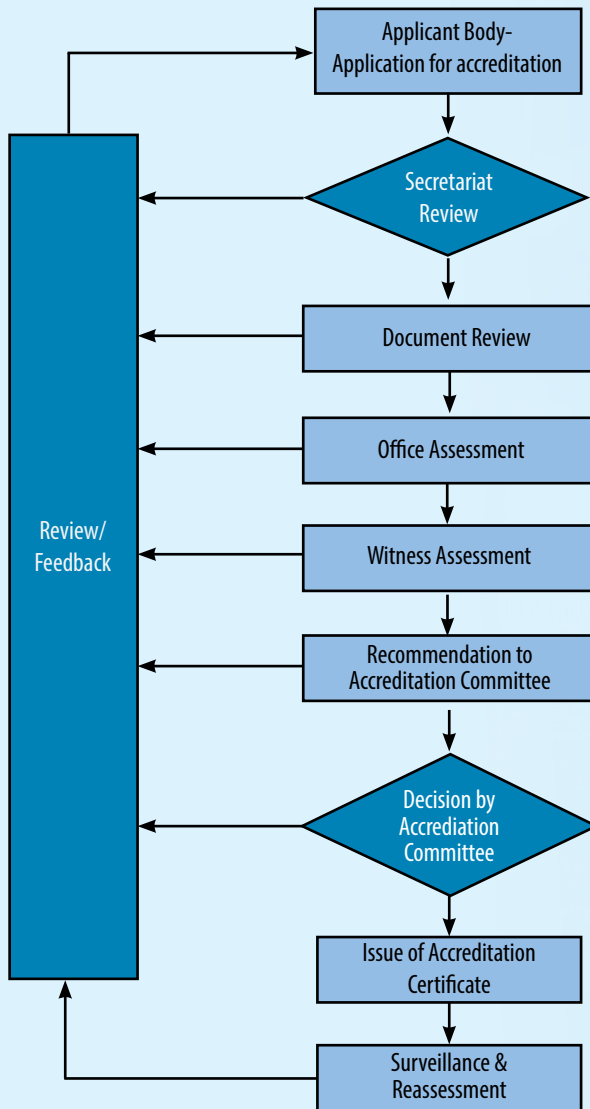 Applicant Body-
Application for accreditation
Secretariat
Review
Document Review
Office Assessment
Review/
Feedback
Witness Assessment
Recommendation to
Accreditation Committee
Decision by
Accrediation
Committee
Issue of Accreditation
Certificate
Surveillance &
Reassessment